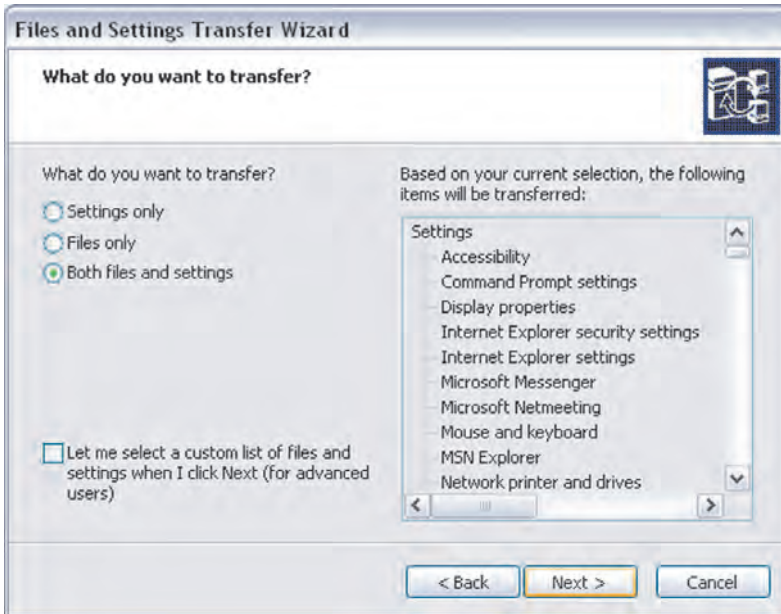 Files and Settings Transfer Wizard
What do you want to transfer?
What do you want to transfer?
Settings only
Files only
Both files and settings
Let me select a custom list of files and
settings when I click Next (for advanced
users)
Based on your current selection, the following
items will be transferred:
Settings
Accessibility
Command Prompt settings
Display properties
Internet Explorer security settings
Internet Explorer settings
Microsoft Messenger
Microsoft Netmeeting
Mouse and keyboard
MSN Explorer
Network printer and drives
< Back
Next >
Cancel